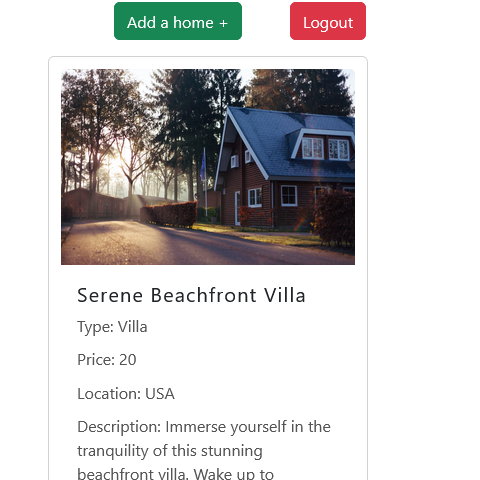 Add a home +
Logout
Serene Beachfront Villa
Type: Villa
Price: 20
Location: USA
Description: Immerse yourself in the
tranquility of this stunning
beachfront villa. Wake up to